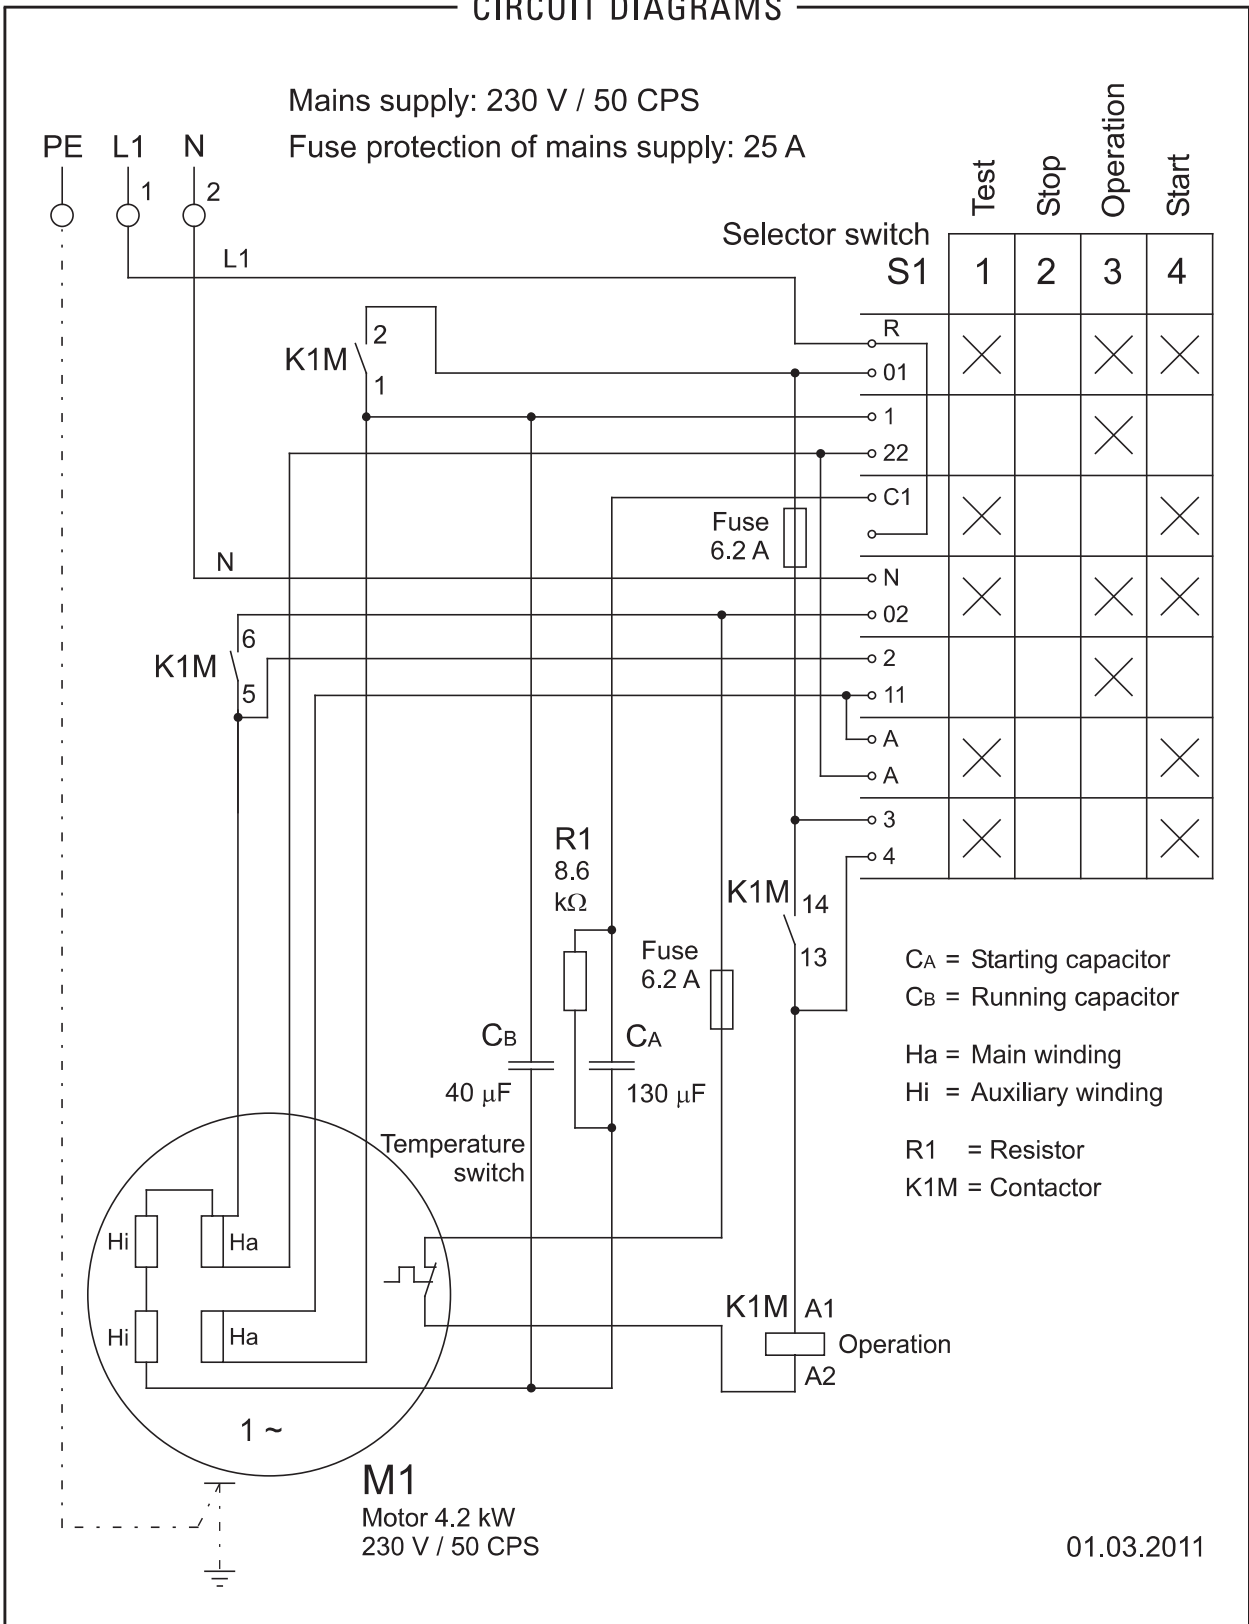 CIRCUIT DIAGRAMS
Mains supply: 230 V / 50 CPS
Fuse protection of mains supply: 25 A
PE L1 N
1 2
L1
Selector switch
S1
Test Stop Operation Start
1 2 3 4
R
01
1
22
C1
N
02
2
11
A
A
3
4
K1M
2
1
Fuse
6.2 A
N
K1M
6
5
R1
8.6
kΩ
K1M
14
13
Fuse
6.2 A
CB
40 µF
CA
130 µF
CA = Starting capacitor
CB = Running capacitor
Ha = Main winding
Hi = Auxiliary winding
R1 = Resistor
K1M = Contactor
Temperature
switch
Hi Ha
Hi Ha
K1M A1
Operation
A2
1 ~
M1
Motor 4.2 kW
230 V / 50 CPS
01.03.2011